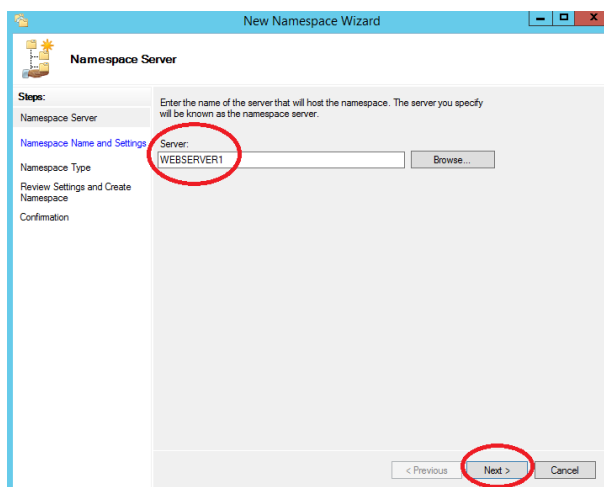 New Namespace Wizard
Namespace Server
Steps:
Namespace Server
Namespace Name and Settings
Namespace Type
Review Settings and Create
Namespace
Confirmation
Enter the name of the server that will host the namespace. The server you specify
will be known as the namespace server.
Server:
WEBSERVER1
Browse...
< Previous
Next >
Cancel